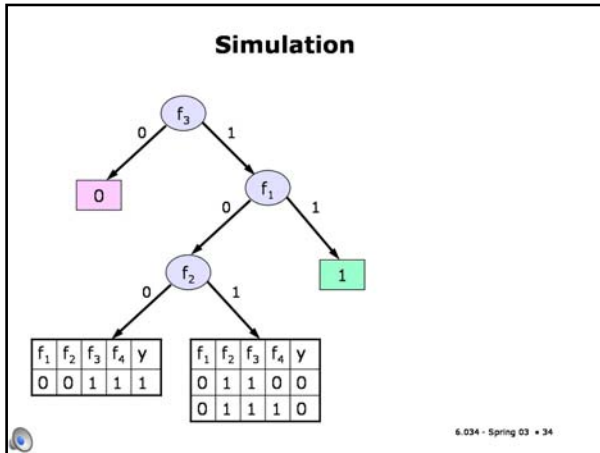 Simulation
f₃
0 1
0
f₁
0 1
1
f₂
0 1
f₁ f₂ f₃ f₄ y
0 0 1 1 1
f₁ f₂ f₃ f₄ y
0 1 1 0 0
0 1 1 1 0
6.034 - Spring 03 • 34